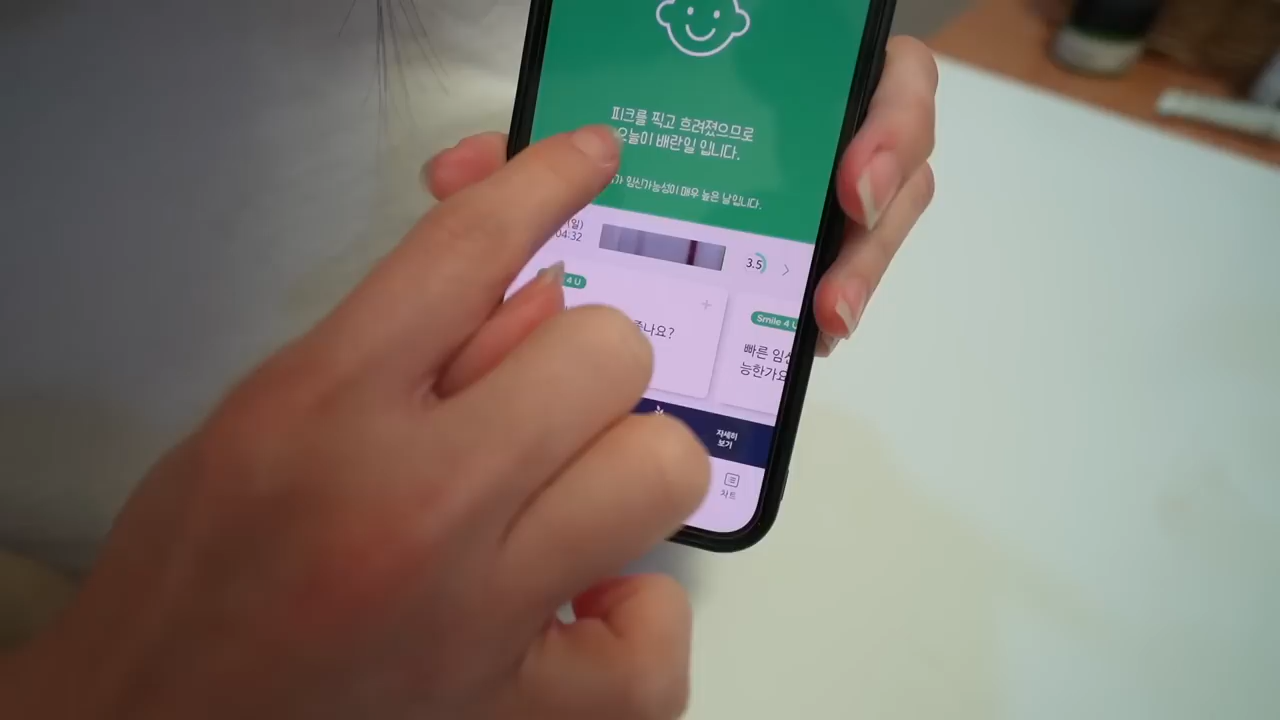 피크를 찍고 흐려졌으므로
오늘이 배란일 입니다.
임신가능성이 매우 높은 날입니다.
(일)
04:32
3.5
4 U
Smile 4 U
나요?
빠른
능한가요
자세히
보기
차트